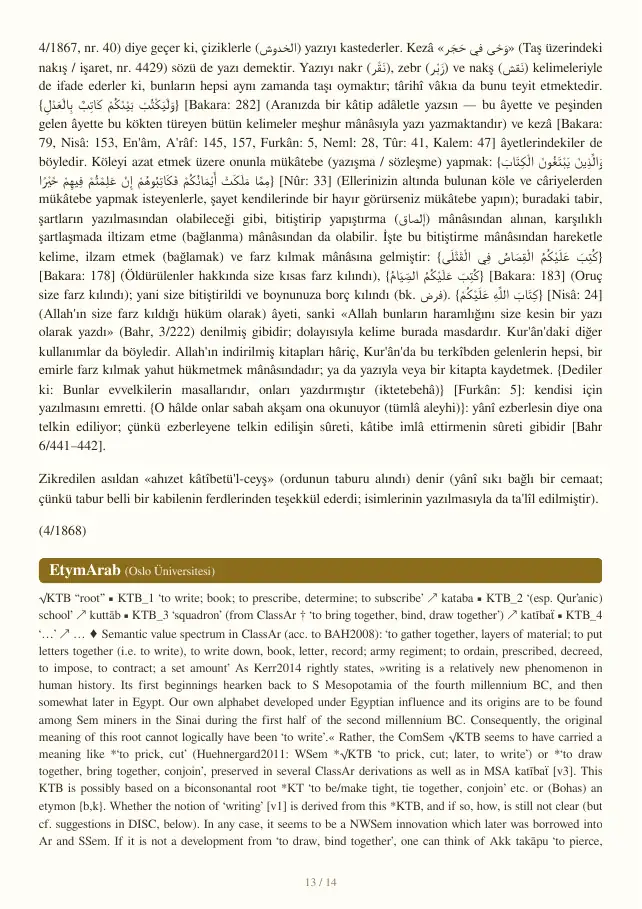 4/1867, nr. 40) diye geçer ki, çiziklerle (الخدوش) yazıyı kastederler. Kezâ «وَحْى فِي حَجَر» (Taş üzerindeki
nakış / işaret, nr. 4429) sözü de yazı demektir. Yazıyı nakr (نَقْر), zebr (زَبْر) ve nakş (نقش) kelimeleriyle
de ifade ederler ki, bunların hepsi aynı zamanda taşı oymaktır; târihî vâkıa da bunu teyit etmektedir.
{وَلْيَكْتُبْ بَيْنَكُمْ كَاتِبٌ بِالْعَدْلِ} [Bakara: 282] (Aranızda bir kâtip adâletle yazsın — bu âyette ve peşinden
gelen âyette bu kökten türeyen bütün kelimeler meşhur mânâsıyla yazı yazmaktandır) ve kezâ [Bakara:
79, Nisâ: 153, En'âm, A'râf: 145, 157, Furkân: 5, Neml: 28, Tûr: 41, Kalem: 47] âyetlerindekiler de
böyledir. Köleyi azat etmek üzere onunla mükâtebe (yazışma / sözleşme) yapmak: {وَالَّذِينَ يَبْتَغُونَ الْكِتَابَ
مِمَّا مَلَكَتْ أَيْمَانُكُمْ فَكَاتِبُوهُمْ إِنْ عَلِمْتُمْ فِيهِمْ خَيْرًا} [Nûr: 33] (Ellerinizin altında bulunan köle ve câriyelerden
mükâtebe yapmak isteyenlerle, şayet kendilerinde bir hayır görürseniz mükâtebe yapın); buradaki tabir,
şartların yazılmasından olabileceği gibi, bitiştirip yapıştırma (إلصاق) mânâsından alınan, karşılıklı
şartlaşmada iltizam etme (bağlanma) mânâsından da olabilir. İşte bu bitiştirme mânâsından hareketle
kelime, ilzam etmek (bağlamak) ve farz kılmak mânâsına gelmiştir: {كُتِبَ عَلَيْكُمُ الْقِصَاصُ فِي الْقَتْلَى}
[Bakara: 178] (Öldürülenler hakkında size kısas farz kılındı), {كُتِبَ عَلَيْكُمُ الصِّيَامُ} [Bakara: 183] (Oruç
size farz kılındı); yani size bitiştirildi ve boynunuza borç kılındı (bk. فرض). {كِتَابَ اللَّهِ عَلَيْكُمْ} [Nisâ: 24]
(Allah'ın size farz kıldığı hüküm olarak) âyeti, sanki «Allah bunların haramlığını size kesin bir yazı
olarak yazdı» (Bahr, 3/222) denilmiş gibidir; dolayısıyla kelime burada masdardır. Kur'ân'daki diğer
kullanımlar da böyledir. Allah'ın indirilmiş kitapları hâriç, Kur'ân'da bu terkîbden gelenlerin hepsi, bir
emirle farz kılmak yahut hükmetmek mânâsındadır; ya da yazıyla veya bir kitapta kaydetmek. {Dediler
ki: Bunlar evvelkilerin masallarıdır, onları yazdırmıştır (iktetebehâ)} [Furkân: 5]: kendisi için
yazılmasını emretti. {O hâlde onlar sabah akşam ona okunuyor (tümlâ aleyhi)}: yânî ezberlesin diye ona
telkin ediliyor; çünkü ezberleyene telkin edilişin sûreti, kâtibe imlâ ettirmenin sûreti gibidir [Bahr
6/441–442].
Zikredilen asıldan «ahızet kâtîbetü'l-ceyş» (ordunun taburu alındı) denir (yânî sıkı bağlı bir cemaat;
çünkü tabur belli bir kabilenin ferdlerinden teşekkül ederdi; isimlerinin yazılmasıyla da ta'lîl edilmiştir).
(4/1868)
EtymArab (Oslo Üniversitesi)
√KTB “root” ▪ KTB_1 ‘to write; book; to prescribe, determine; to subscribe’ ↗ kataba ▪ KTB_2 ‘(esp. Qurʾanic)
school’ ↗ kuttāb ▪ KTB_3 ‘squadron’ (from ClassAr † ‘to bring together, bind, draw together’) ↗ katībaẗ ▪ KTB_4
‘…’ ↗ … ♦ Semantic value spectrum in ClassAr (acc. to BAH2008): ‘to gather together, layers of material; to put
letters together (i.e. to write), to write down, book, letter, record; army regiment; to ordain, prescribed, decreed,
to impose, to contract; a set amount’ As Kerr2014 rightly states, »writing is a relatively new phenomenon in
human history. Its first beginnings hearken back to S Mesopotamia of the fourth millennium BC, and then
somewhat later in Egypt. Our own alphabet developed under Egyptian influence and its origins are to be found
among Sem miners in the Sinai during the first half of the second millennium BC. Consequently, the original
meaning of this root cannot logically have been ‘to write’.« Rather, the ComSem √KTB seems to have carried a
meaning like *‘to prick, cut’ (Huehnergard2011: WSem *√KTB ‘to prick, cut; later, to write’) or *‘to draw
together, bring together, conjoin’, preserved in several ClassAr derivations as well as in MSA katībaẗ [v3]. This
KTB is possibly based on a biconsonantal root *KT ‘to be/make tight, tie together, conjoin’ etc. or (Bohas) an
etymon {b,k}. Whether the notion of ‘writing’ [v1] is derived from this *KTB, and if so, how, is still not clear (but
cf. suggestions in DISC, below). In any case, it seems to be a NWSem innovation which later was borrowed into
Ar and SSem. If it is not a development from ‘to draw, bind together’, one can think of Akk takāpu ‘to pierce,
13 / 14